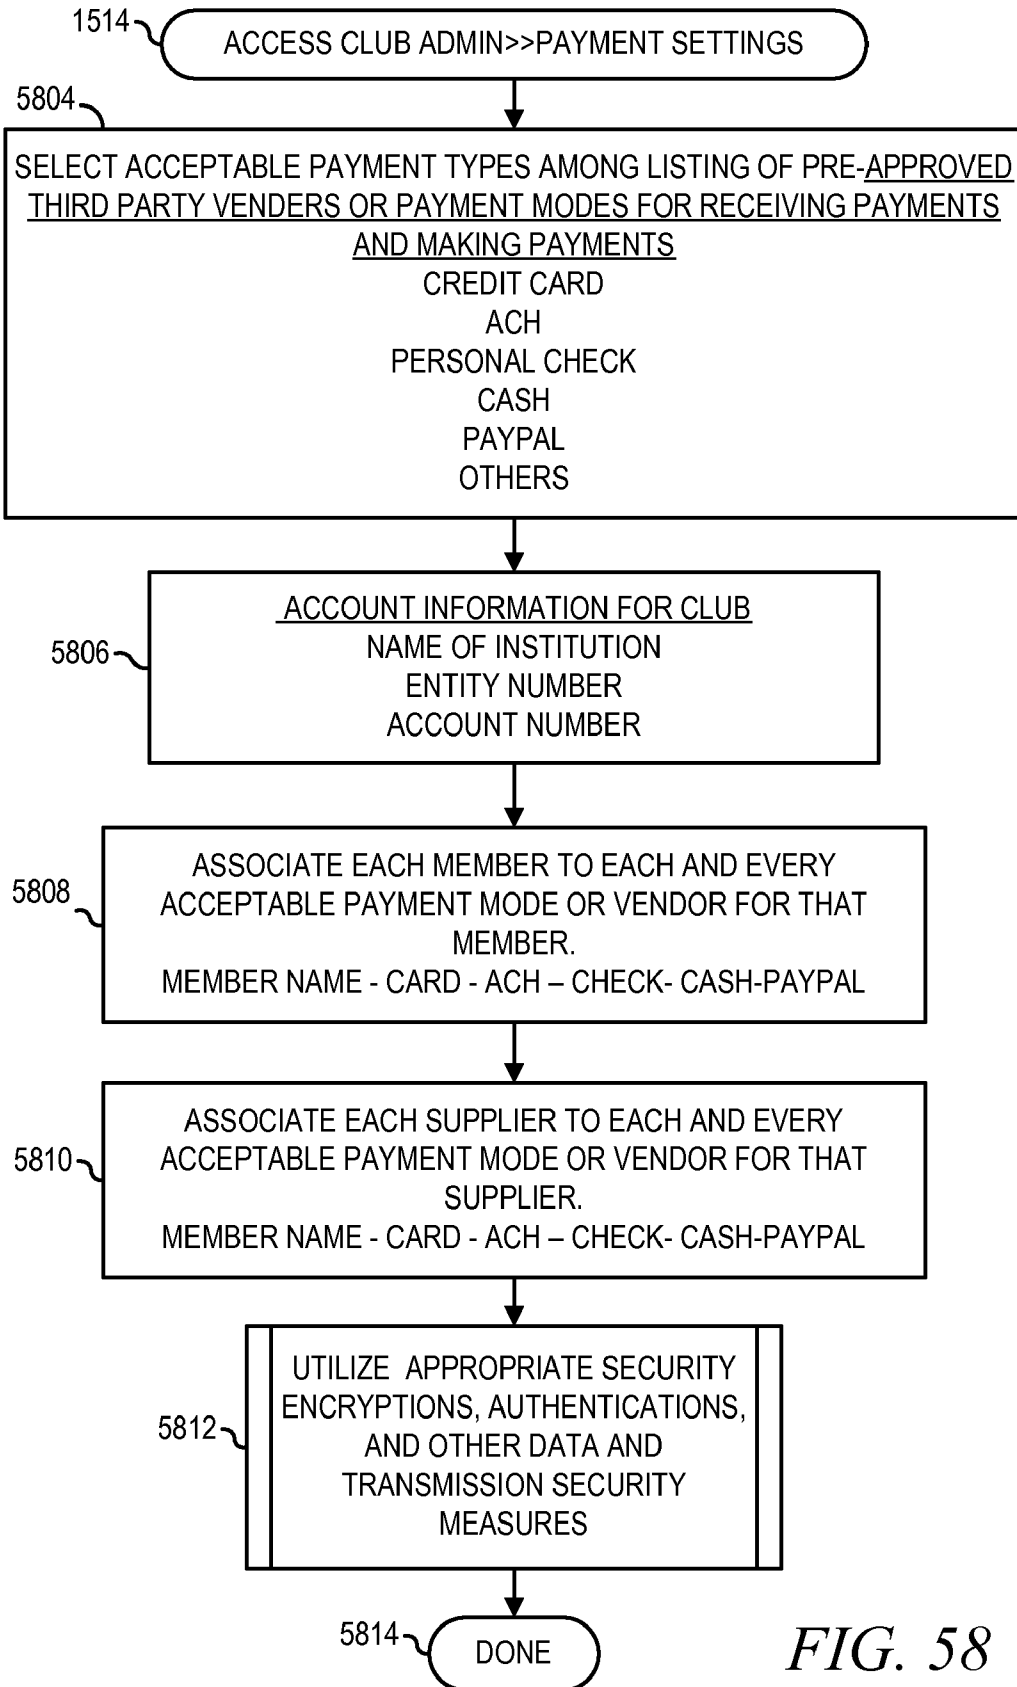 1514
ACCESS CLUB ADMIN>>PAYMENT SETTINGS
5804
SELECT ACCEPTABLE PAYMENT TYPES AMONG LISTING OF PRE-APPROVED
THIRD PARTY VENDERS OR PAYMENT MODES FOR RECEIVING PAYMENTS
AND MAKING PAYMENTS
CREDIT CARD
ACH
PERSONAL CHECK
CASH
PAYPAL
OTHERS
5806
ACCOUNT INFORMATION FOR CLUB
NAME OF INSTITUTION
ENTITY NUMBER
ACCOUNT NUMBER
5808
ASSOCIATE EACH MEMBER TO EACH AND EVERY
ACCEPTABLE PAYMENT MODE OR VENDOR FOR THAT
MEMBER.
MEMBER NAME - CARD - ACH – CHECK- CASH-PAYPAL
5810
ASSOCIATE EACH SUPPLIER TO EACH AND EVERY
ACCEPTABLE PAYMENT MODE OR VENDOR FOR THAT
SUPPLIER.
MEMBER NAME - CARD - ACH – CHECK- CASH-PAYPAL
5812
UTILIZE APPROPRIATE SECURITY
ENCRYPTIONS, AUTHENTICATIONS,
AND OTHER DATA AND
TRANSMISSION SECURITY
MEASURES
5814
DONE
FIG. 58